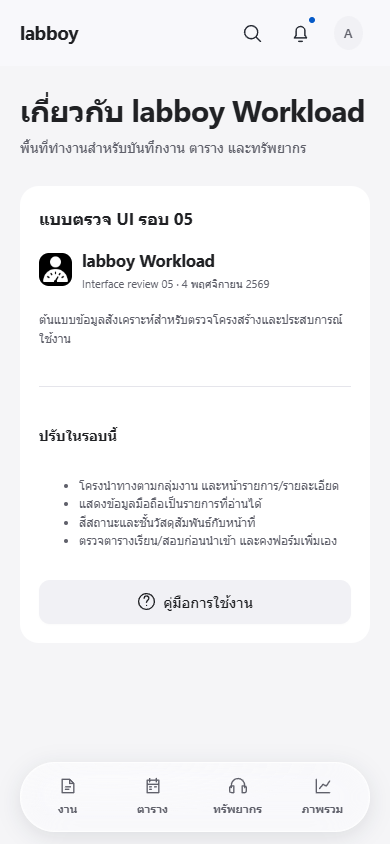 labboy
A
เกี่ยวกับ labboy Workload
พื้นที่ทำงานสำหรับบันทึกงาน ตาราง และทรัพยากร
แบบตรวจ UI รอบ 05
labboy Workload
Interface review 05 · 4 พฤศจิกายน 2569
ต้นแบบข้อมูลสังเคราะห์สำหรับตรวจโครงสร้างและประสบการณ์
ใช้งาน
ปรับในรอบนี้
โครงนำทางตามกลุ่มงาน และหน้ารายการ/รายละเอียด
แสดงข้อมูลมือถือเป็นรายการที่อ่านได้
สีสถานะและชั้นวัสดุสัมพันธ์กับหน้าที่
ตรวจตารางเรียน/สอบก่อนนำเข้า และคงฟอร์มเพิ่มเอง
คู่มือการใช้งาน
งาน
ตาราง
ทรัพยากร
ภาพรวม